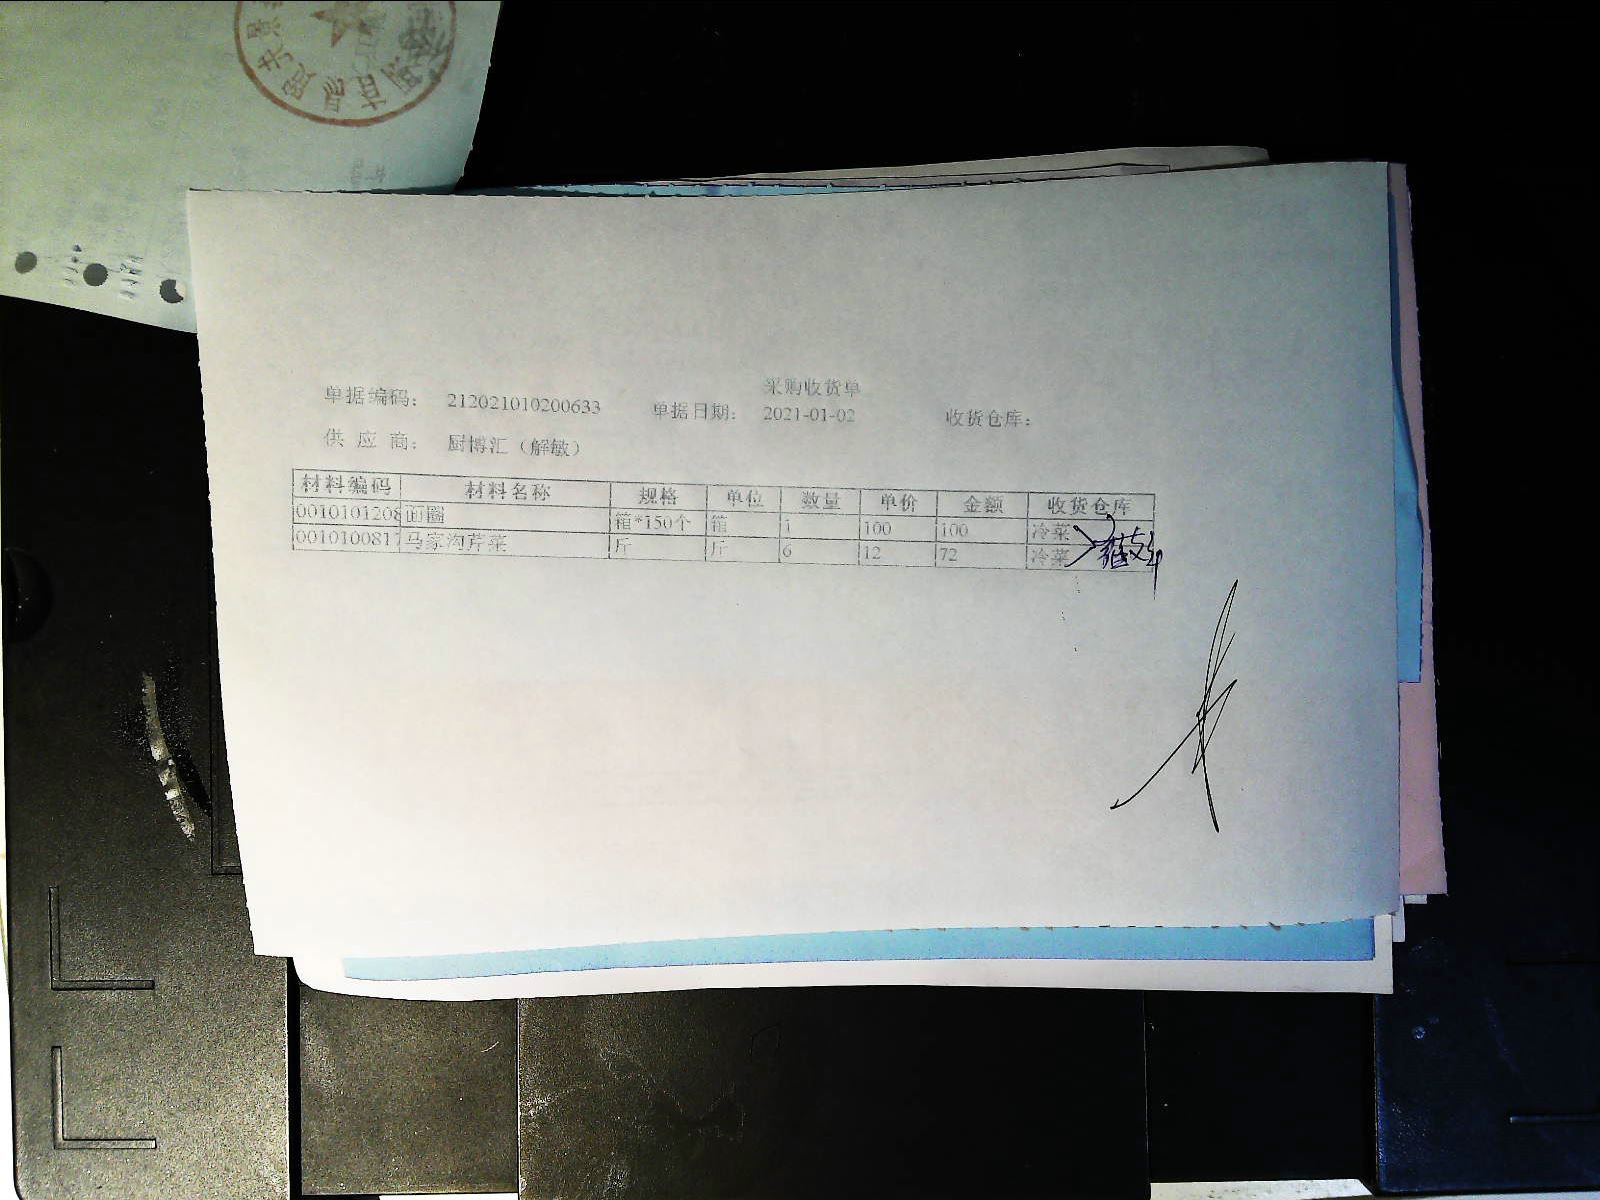 采购收货单
单据编码： 212021010200633 单据日期： 2021-01-02 收货仓库：
供 应 商： 厨博汇（解敏）
材料编码 材料名称 规格 单位 数量 单价 金额 收货仓库
0010101208 面圈 箱*150个 箱 1 100 100 冷菜
0010100817 马家沟芹菜 斤 斤 6 12 72 冷菜